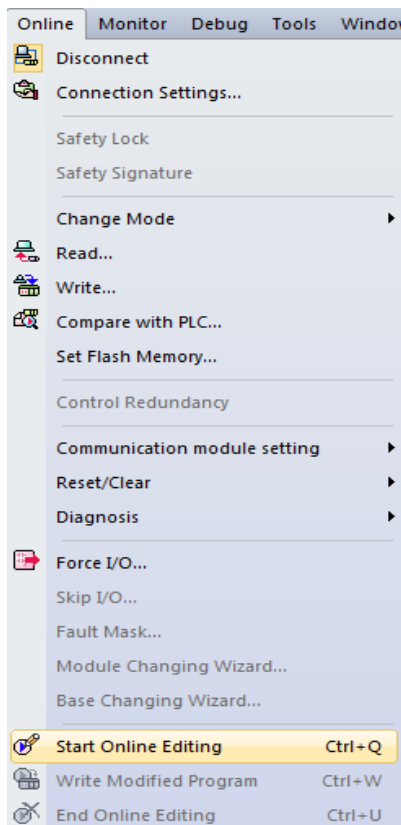 Online Monitor Debug Tools Windo
Disconnect
Connection Settings...
Safety Lock
Safety Signature
Change Mode
Read...
Write...
Compare with PLC...
Set Flash Memory...
Control Redundancy
Communication module setting
Reset/Clear
Diagnosis
Force I/O...
Skip I/O...
Fault Mask...
Module Changing Wizard...
Base Changing Wizard...
Start Online Editing Ctrl+Q
Write Modified Program Ctrl+W
End Online Editing Ctrl+U